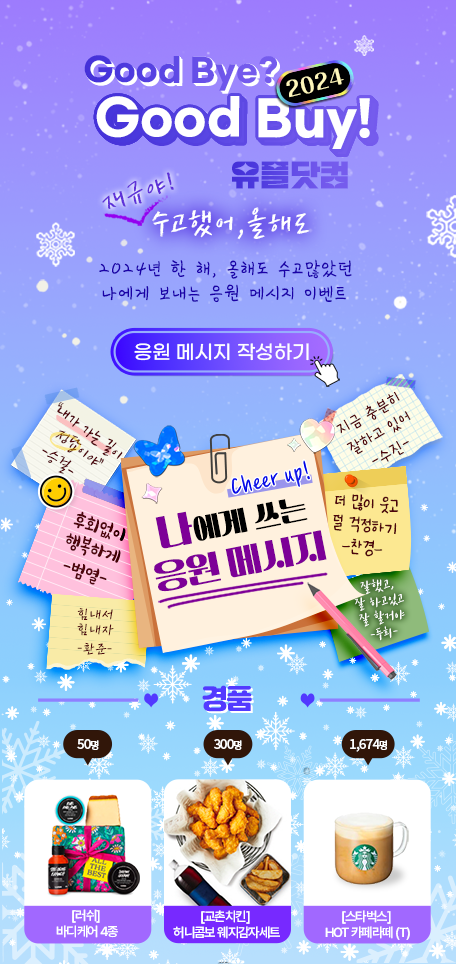 Good Bye?
2024
Good Buy!
유플닷컴
재규야!
수고했어, 올해도
2024년 한 해, 올해도 수고많았던
나에게 보내는 응원 메시지 이벤트
응원 메시지 작성하기
"내가 가는 길이
정답이야"
-승철-
지금 충분히
잘하고 있어
-수진-
Cheer up!
나에게 쓰는
응원 메시지
후회없이
행복하게
-범열-
더 많이 웃고
덜 걱정하기
-찬경-
힘내서
힘내자
-환준-
잘했고,
잘 하고있고
잘 할거야
-두희-
경품
50명
300명
1,674명
ALL THE BEST
[러쉬]
바디케어 4종
[교촌치킨]
허니콤보 웨지감자세트
[스타벅스]
HOT 카페라떼 (T)